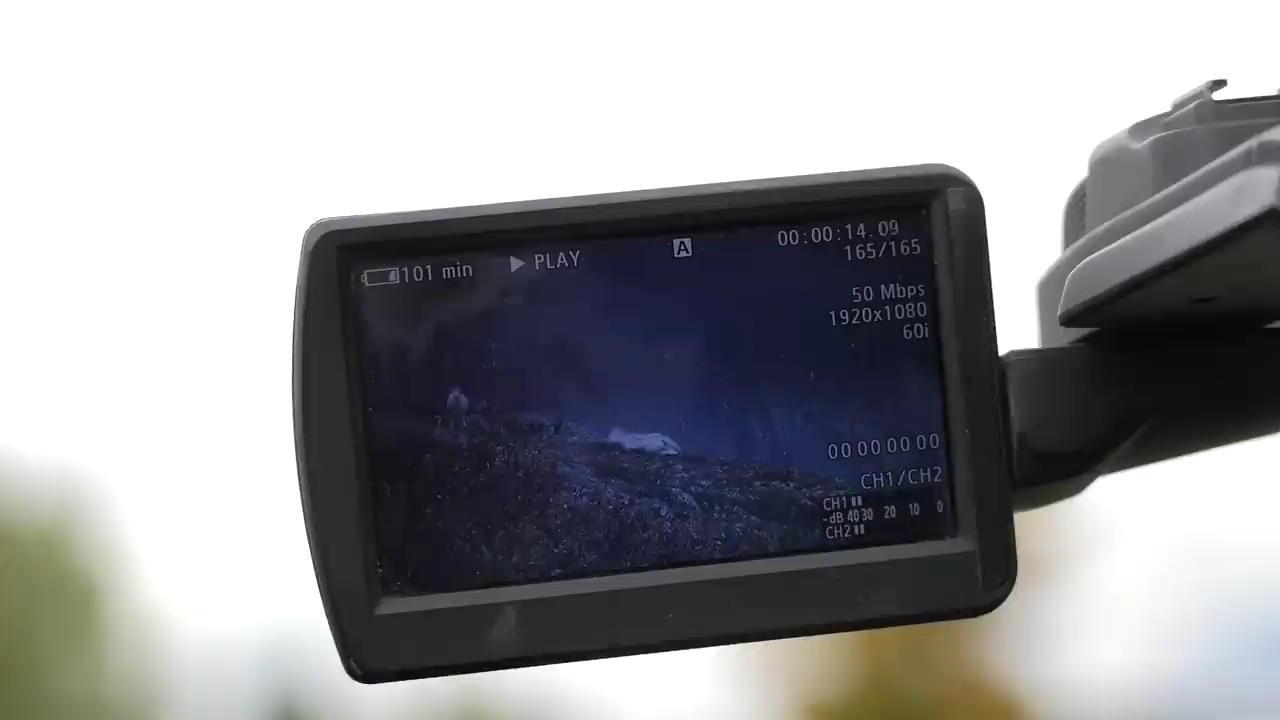 101 min ▶ PLAY A 00:00:14.09
165/165
50 Mbps
1920x1080
60i
00 00 00 00
CH1/CH2
CH1
-dB 40 30 20 10 0
CH2